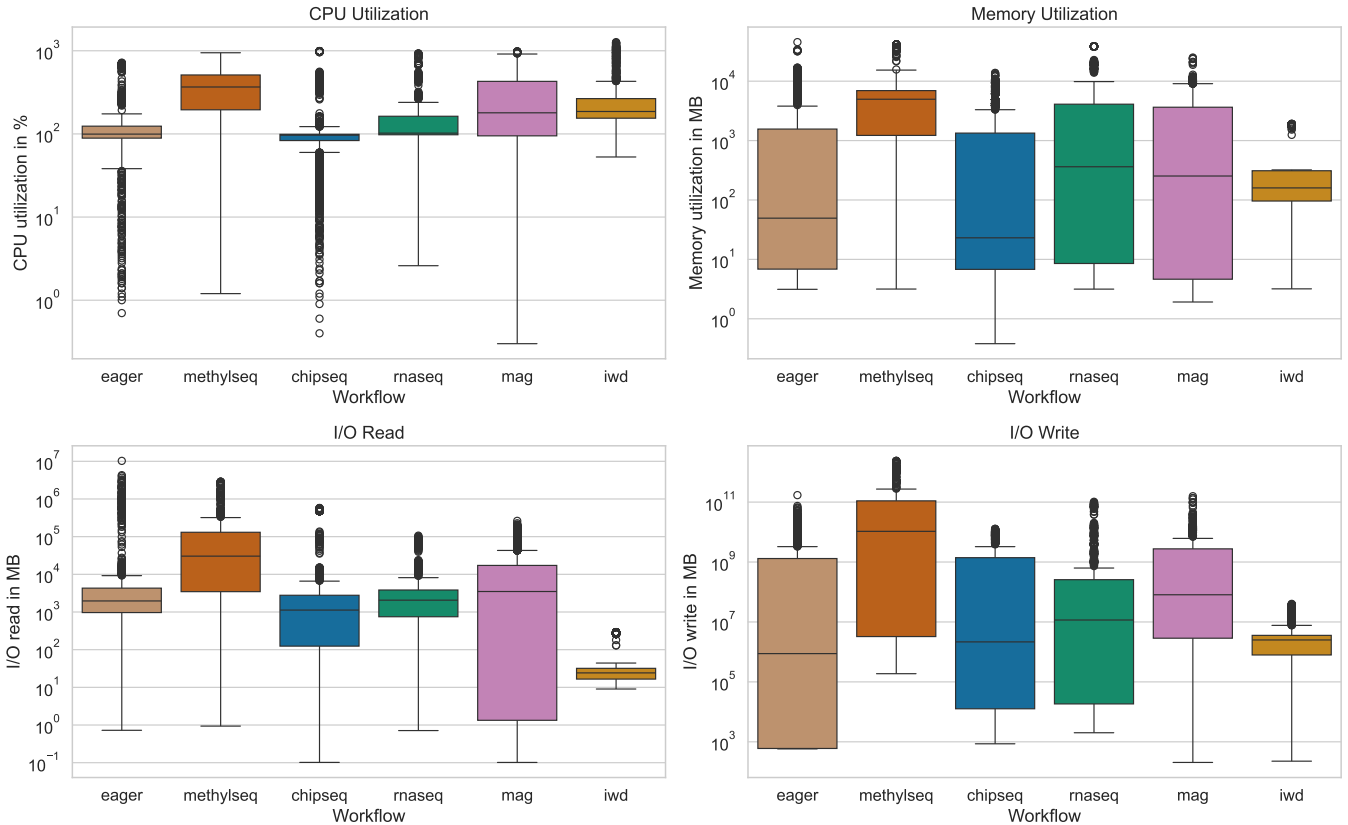 CPU Utilization
CPU utilization in %
10³
10²
10¹
10⁰
eager methylseq chipseq rnaseq mag iwd
Workflow
Memory Utilization
Memory utilization in MB
10⁴
10³
10²
10¹
10⁰
eager methylseq chipseq rnaseq mag iwd
Workflow
I/O Read
I/O read in MB
10⁷
10⁶
10⁵
10⁴
10³
10²
10¹
10⁰
10⁻¹
eager methylseq chipseq rnaseq mag iwd
Workflow
I/O Write
I/O write in MB
10¹¹
10⁹
10⁷
10⁵
10³
eager methylseq chipseq rnaseq mag iwd
Workflow